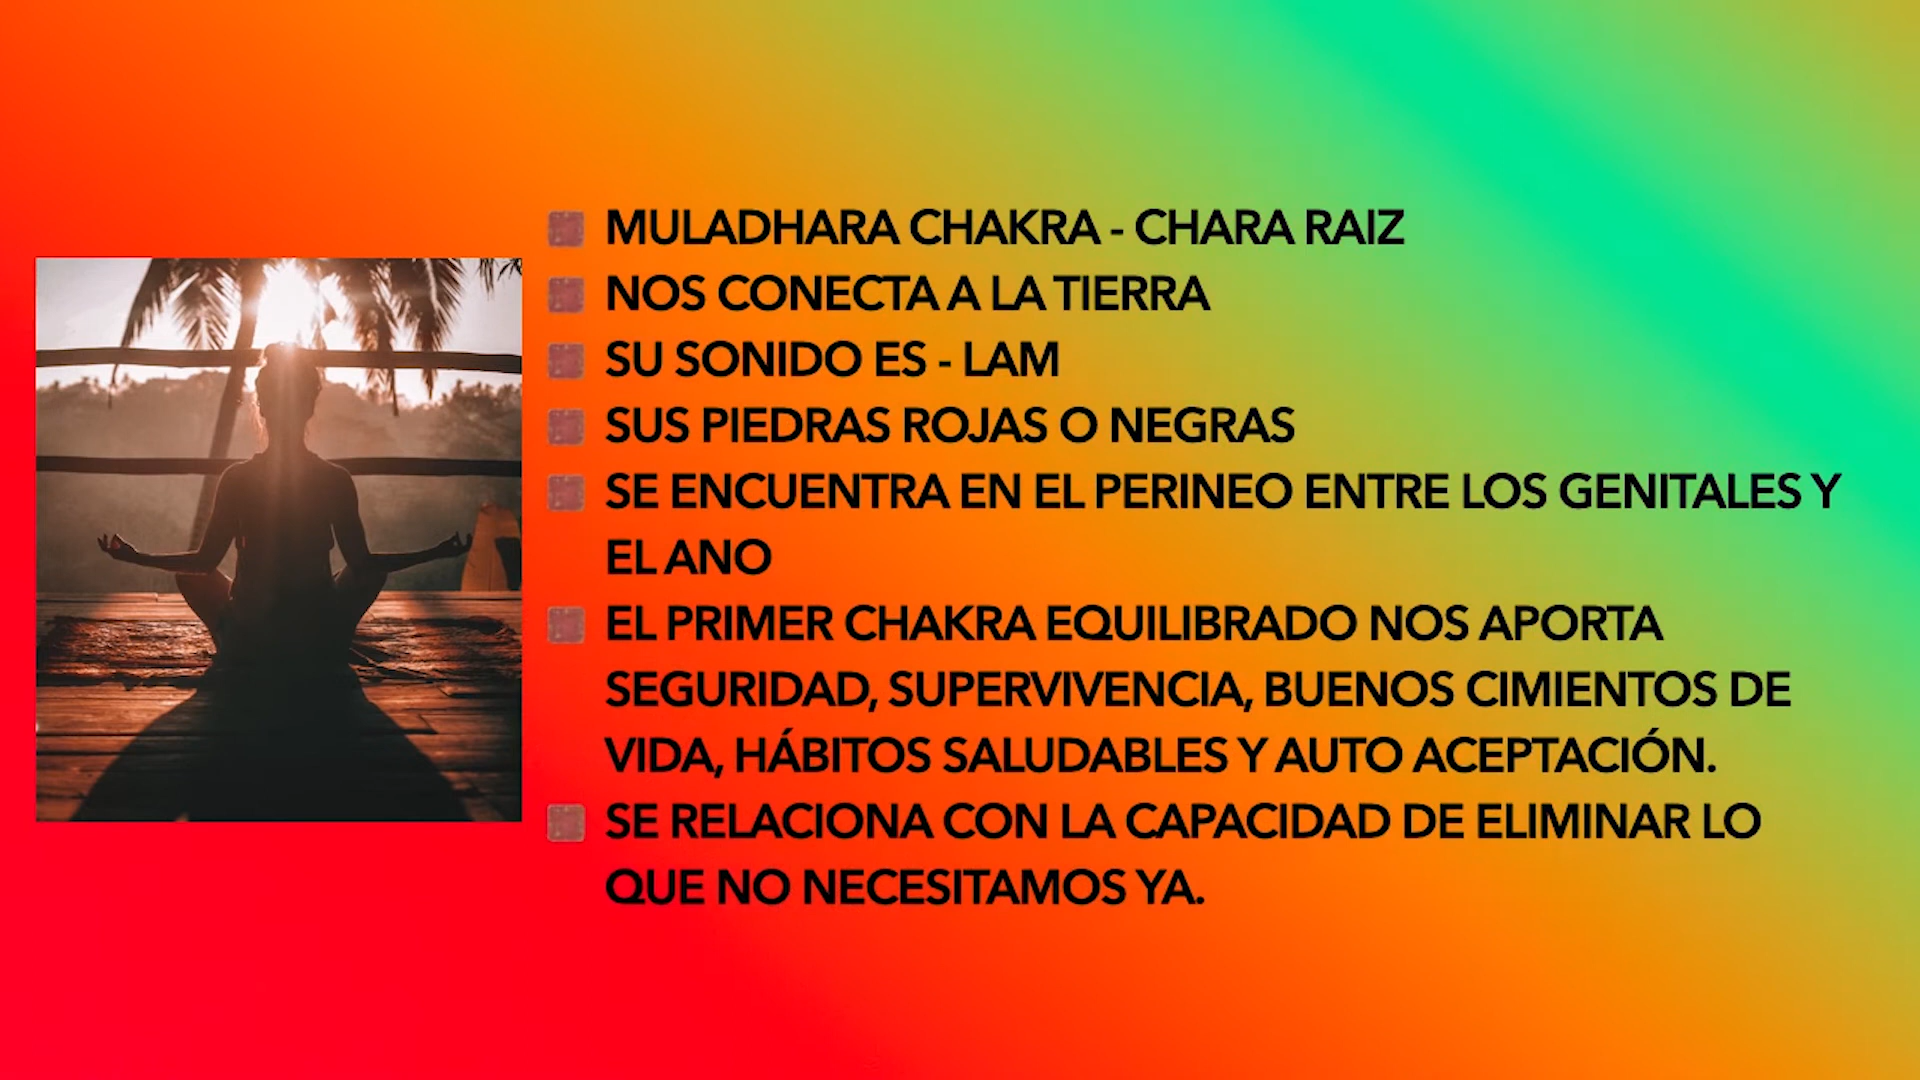 MULADHARA CHAKRA - CHARA RAIZ
NOS CONECTA A LA TIERRA
SU SONIDO ES - LAM
SUS PIEDRAS ROJAS O NEGRAS
SE ENCUENTRA EN EL PERINEO ENTRE LOS GENITALES Y
EL ANO
EL PRIMER CHAKRA EQUILIBRADO NOS APORTA
SEGURIDAD, SUPERVIVENCIA, BUENOS CIMIENTOS DE
VIDA, HÁBITOS SALUDABLES Y AUTO ACEPTACIÓN.
SE RELACIONA CON LA CAPACIDAD DE ELIMINAR LO
QUE NO NECESITAMOS YA.